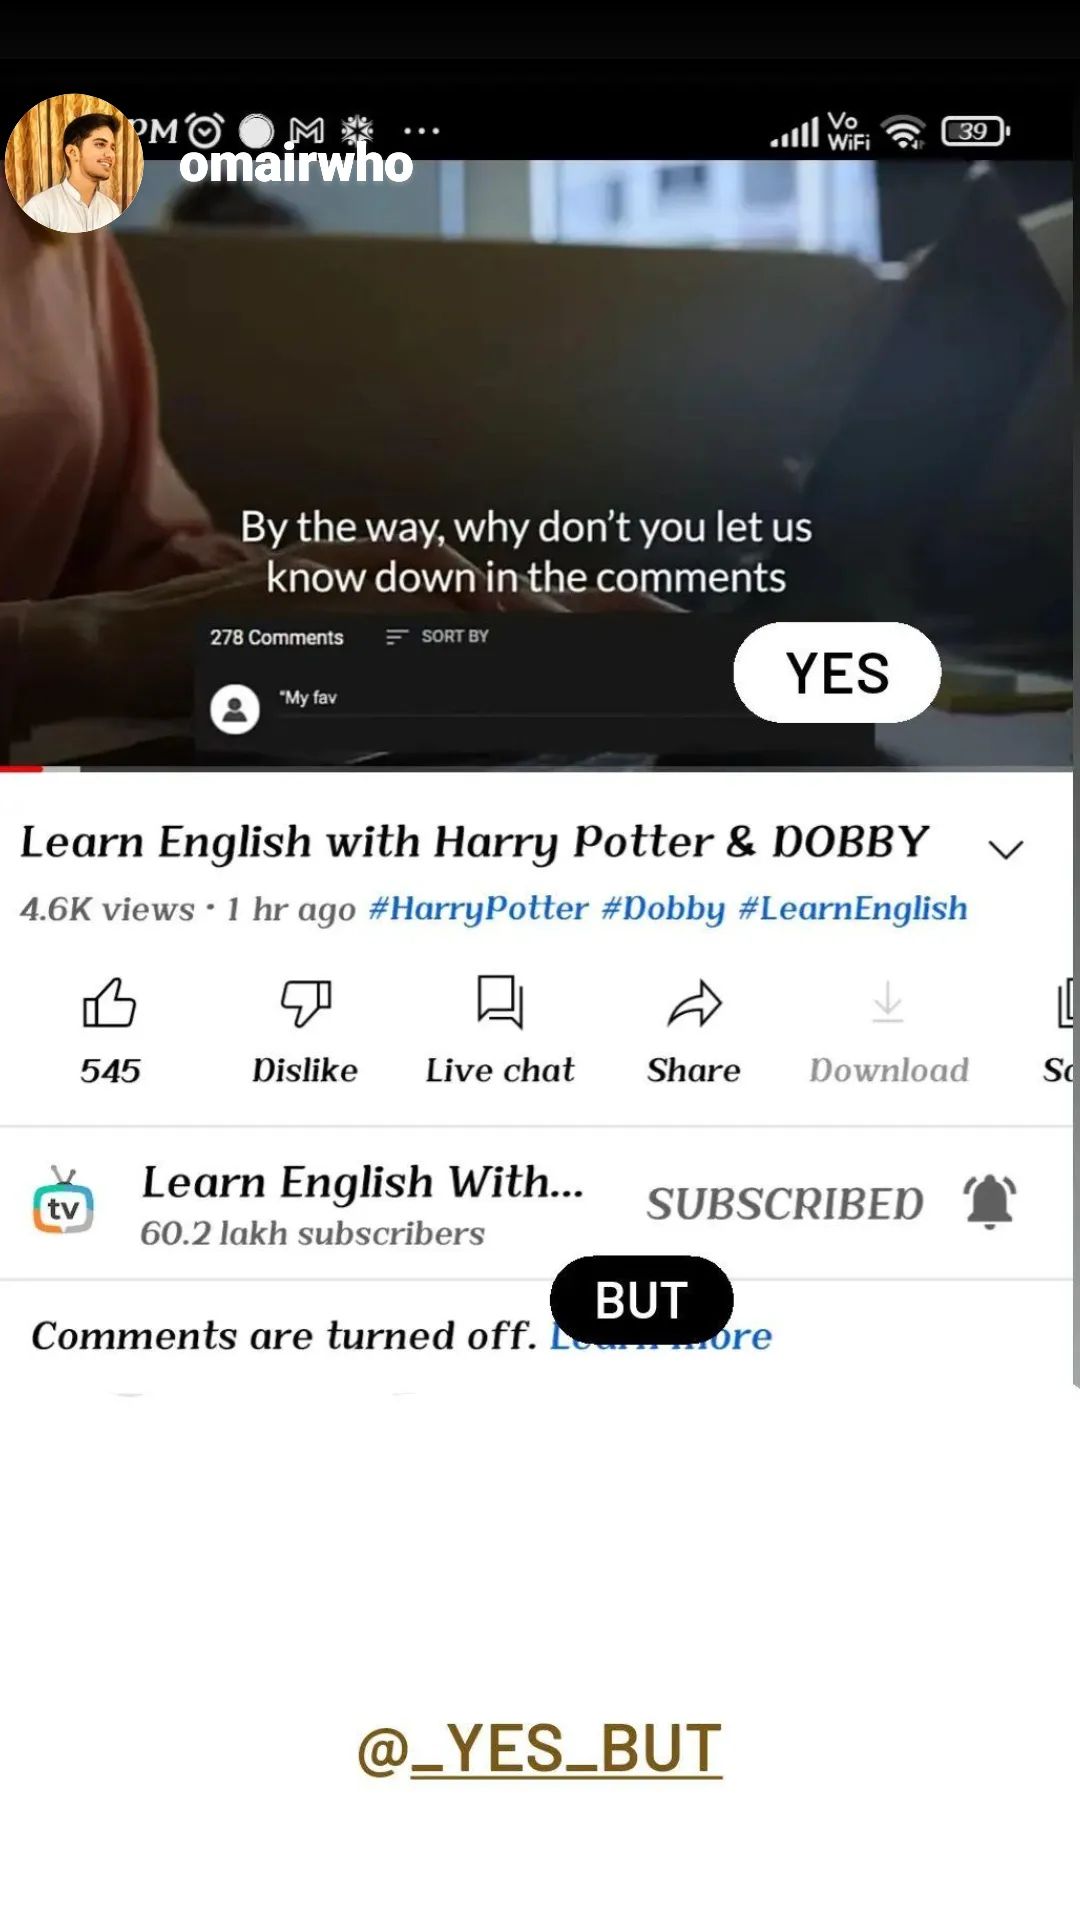 PM
Vo
WiFi
39
omairwho
By the way, why don't you let us
know down in the comments
278 Comments SORT BY
"My fav
YES
Learn English with Harry Potter & DOBBY
4.6K views · 1 hr ago #HarryPotter #Dobby #LearnEnglish
545 Dislike Live chat Share Download
tv
Learn English With...
SUBSCRIBED
60.2 lakh subscribers
BUT
Comments are turned off.
@_YES_BUT